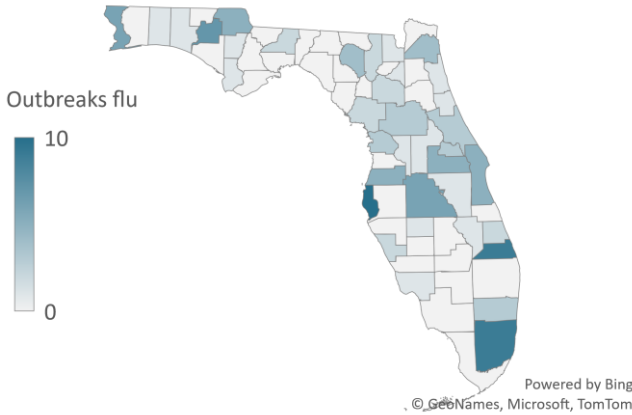 Outbreaks flu
10
0
Powered by Bing
© GeoNames, Microsoft, TomTom